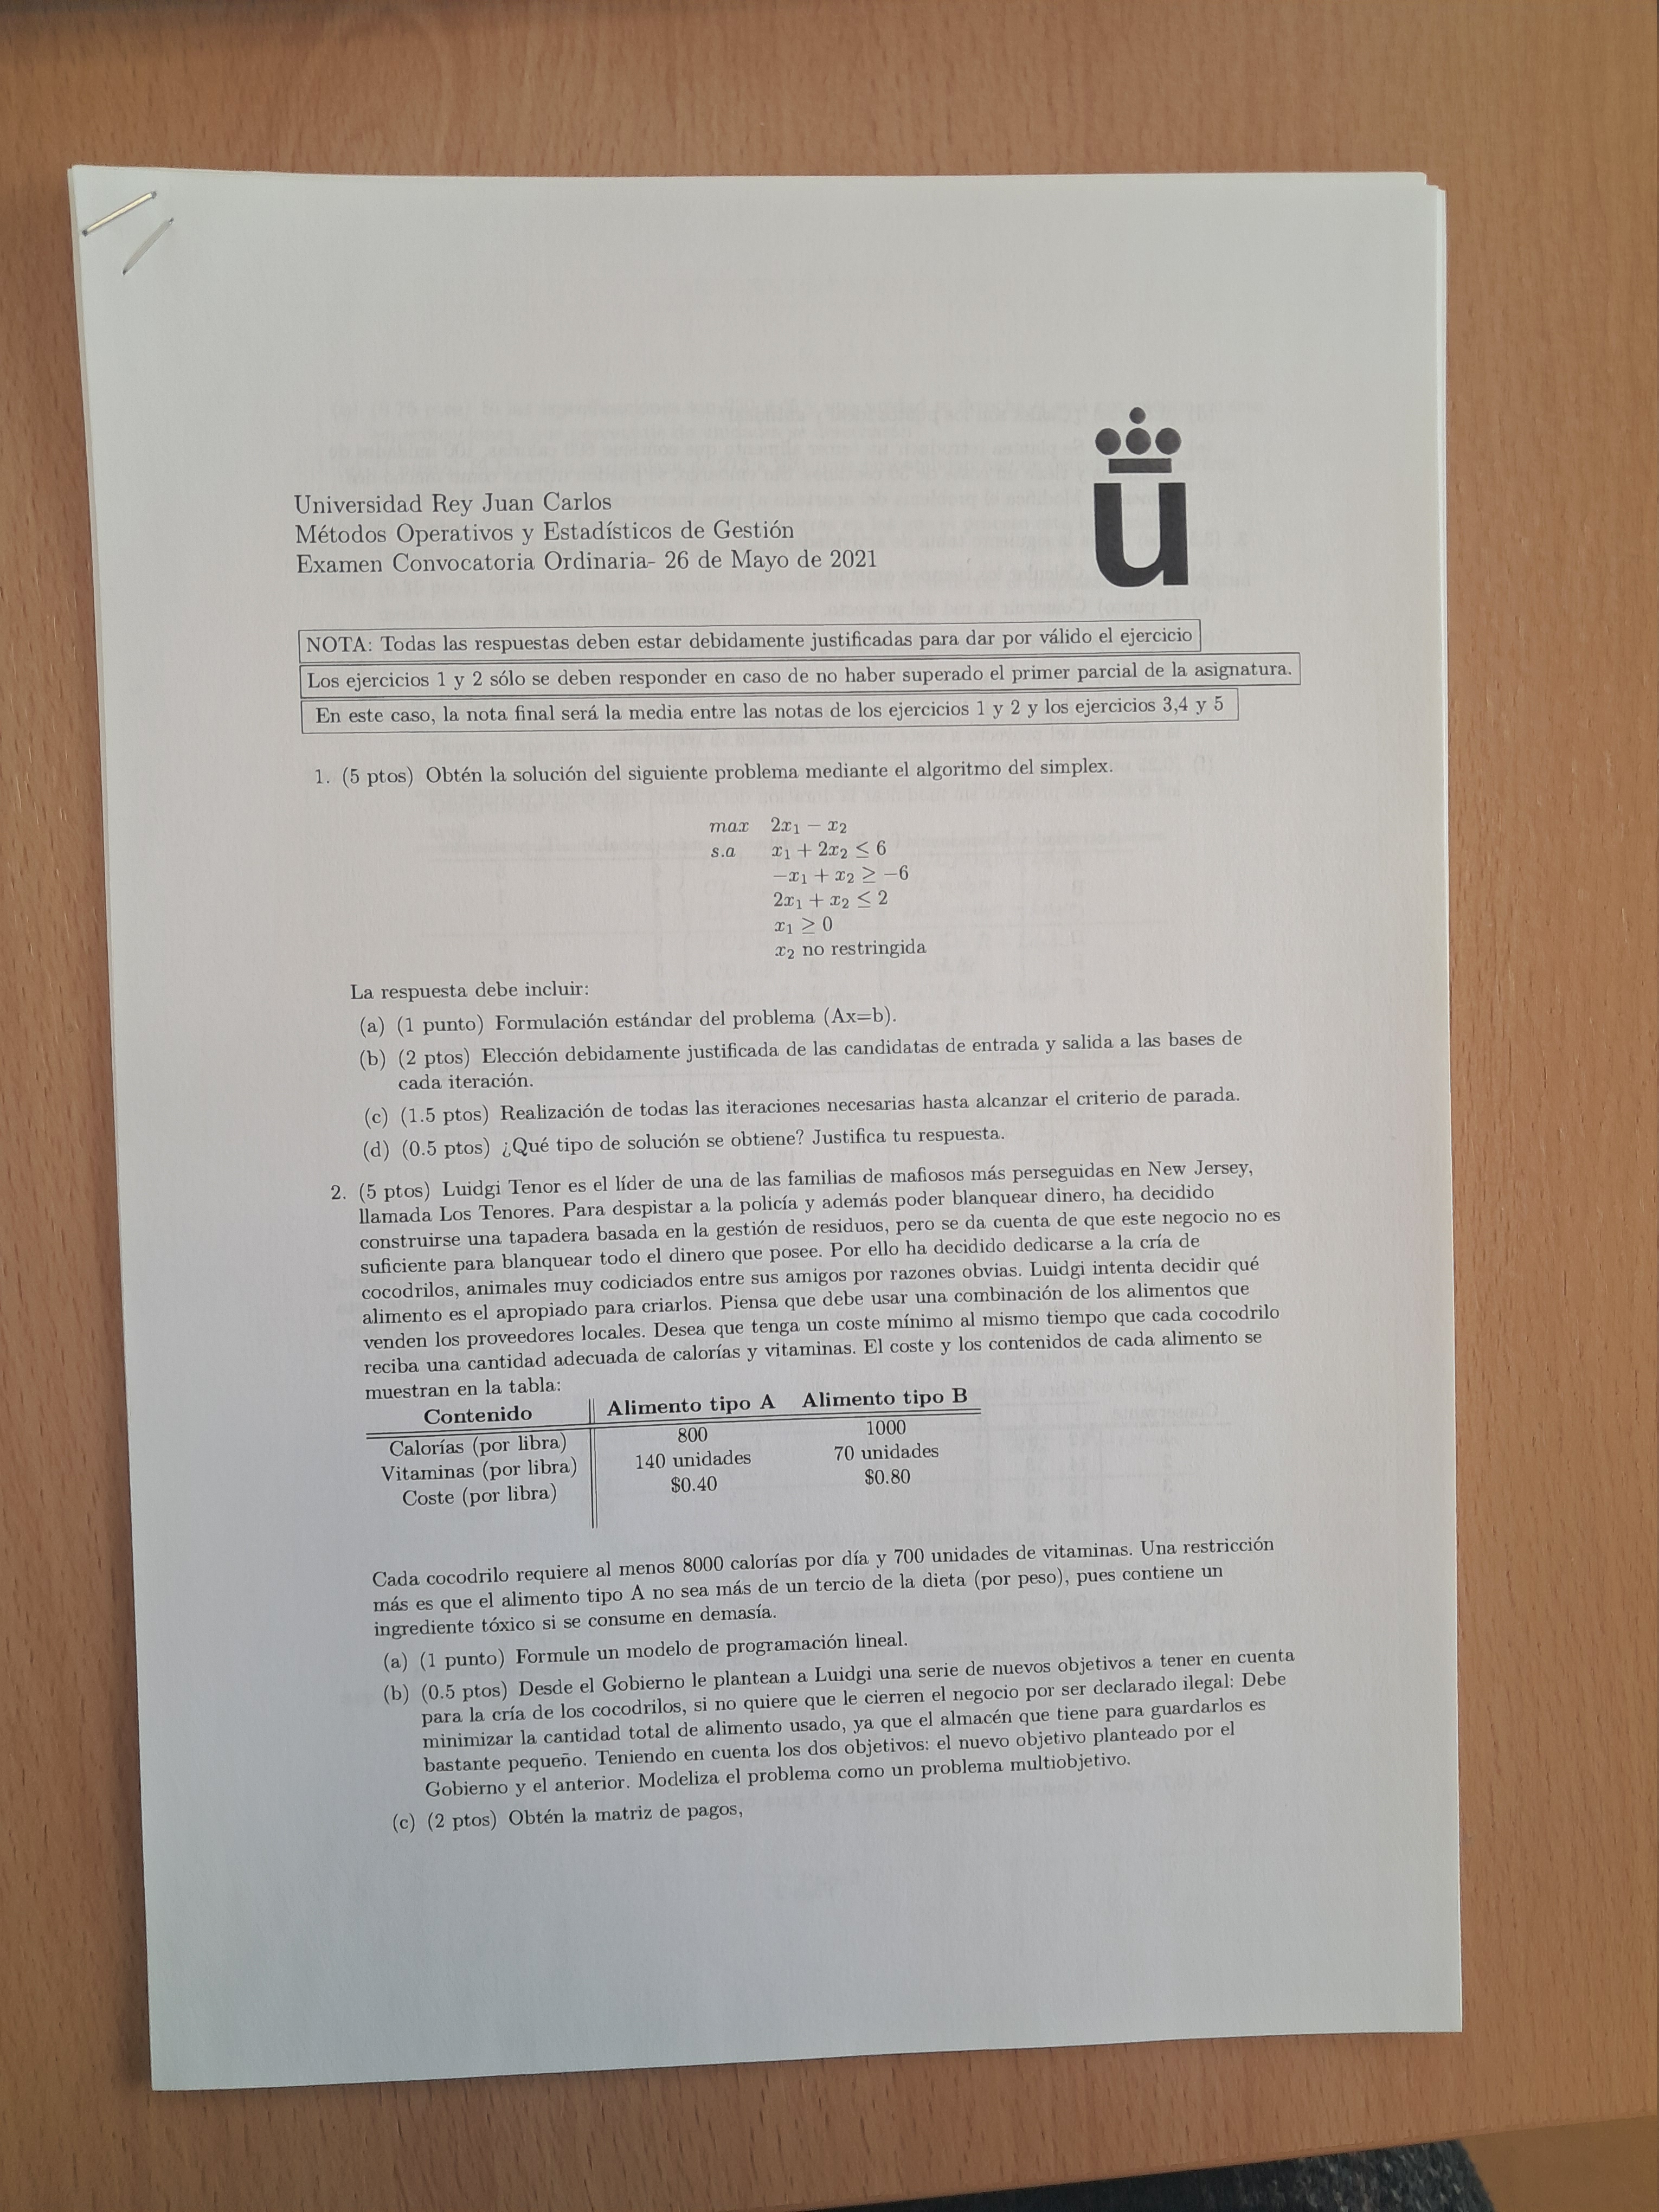 Universidad Rey Juan Carlos
Métodos Operativos y Estadísticos de Gestión
Examen Convocatoria Ordinaria- 26 de Mayo de 2021
u
NOTA: Todas las respuestas deben estar debidamente justificadas para dar por válido el ejercicio
Los ejercicios 1 y 2 sólo se deben responder en caso de no haber superado el primer parcial de la asignatura.
En este caso, la nota final será la media entre las notas de los ejercicios 1 y 2 y los ejercicios 3,4 y 5
1. (5 ptos) Obtén la solución del siguiente problema mediante el algoritmo del simplex.
max 2x₁ − x₂
s.a x₁ + 2x₂ ≤ 6
−x₁ + x₂ ≥ −6
2x₁ + x₂ ≤ 2
x₁ ≥ 0
x₂ no restringida
La respuesta debe incluir:
(a) (1 punto) Formulación estándar del problema (Ax=b).
(b) (2 ptos) Elección debidamente justificada de las candidatas de entrada y salida a las bases de
cada iteración.
(c) (1.5 ptos) Realización de todas las iteraciones necesarias hasta alcanzar el criterio de parada.
(d) (0.5 ptos) ¿Qué tipo de solución se obtiene? Justifica tu respuesta.
2. (5 ptos) Luidgi Tenor es el líder de una de las familias de mafiosos más perseguidas en New Jersey,
llamada Los Tenores. Para despistar a la policía y además poder blanquear dinero, ha decidido
construirse una tapadera basada en la gestión de residuos, pero se da cuenta de que este negocio no es
suficiente para blanquear todo el dinero que posee. Por ello ha decidido dedicarse a la cría de
cocodrilos, animales muy codiciados entre sus amigos por razones obvias. Luidgi intenta decidir qué
alimento es el apropiado para criarlos. Piensa que debe usar una combinación de los alimentos que
venden los proveedores locales. Desea que tenga un coste mínimo al mismo tiempo que cada cocodrilo
reciba una cantidad adecuada de calorías y vitaminas. El coste y los contenidos de cada alimento se
muestran en la tabla:
Contenido Alimento tipo A Alimento tipo B
Calorías (por libra) 800 1000
Vitaminas (por libra) 140 unidades 70 unidades
Coste (por libra) $0.40 $0.80
Cada cocodrilo requiere al menos 8000 calorías por día y 700 unidades de vitaminas. Una restricción
más es que el alimento tipo A no sea más de un tercio de la dieta (por peso), pues contiene un
ingrediente tóxico si se consume en demasía.
(a) (1 punto) Formule un modelo de programación lineal.
(b) (0.5 ptos) Desde el Gobierno le plantean a Luidgi una serie de nuevos objetivos a tener en cuenta
para la cría de los cocodrilos, si no quiere que le cierren el negocio por ser declarado ilegal: Debe
minimizar la cantidad total de alimento usado, ya que el almacén que tiene para guardarlos es
bastante pequeño. Teniendo en cuenta los dos objetivos: el nuevo objetivo planteado por el
Gobierno y el anterior. Modeliza el problema como un problema multiobjetivo.
(c) (2 ptos) Obtén la matriz de pagos,